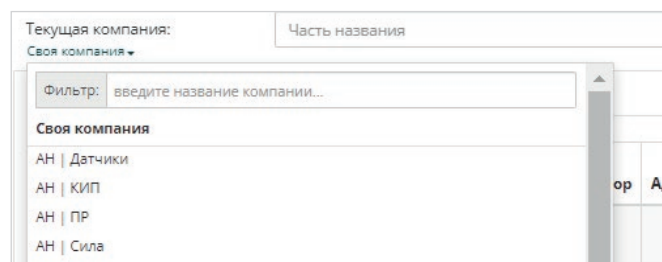 Текущая компания:
Часть названия
Своя компания
Фильтр: введите название компании...
Своя компания
АН | Датчики
АН | КИП
ор
АН | ПР
АН | Сила